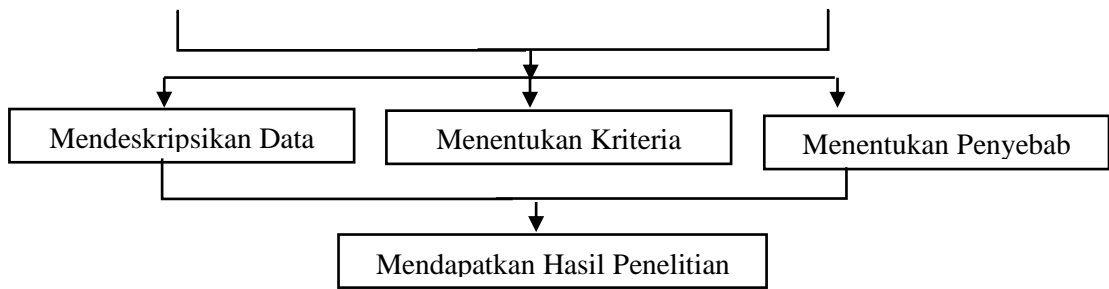 Mendeskripsikan Data
Menentukan Kriteria
Menentukan Penyebab
Mendapatkan Hasil Penelitian